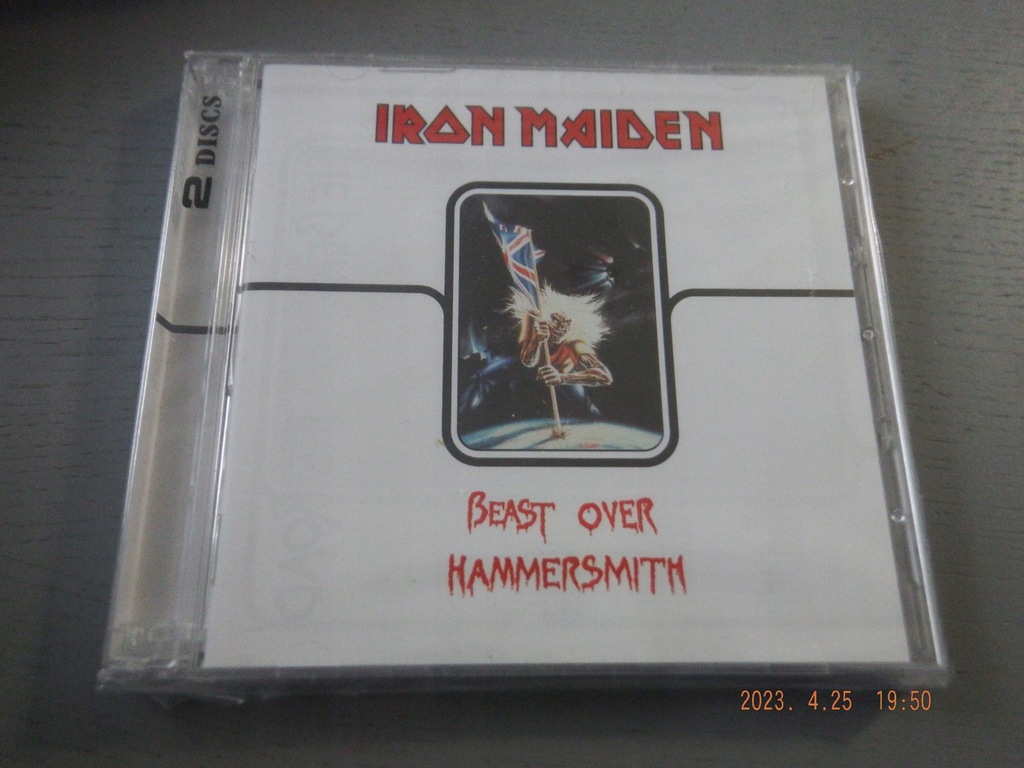 2 DISCS
IRON MAIDEN
BEAST OVER
HAMMERSMITH
2023. 4.25 19:50